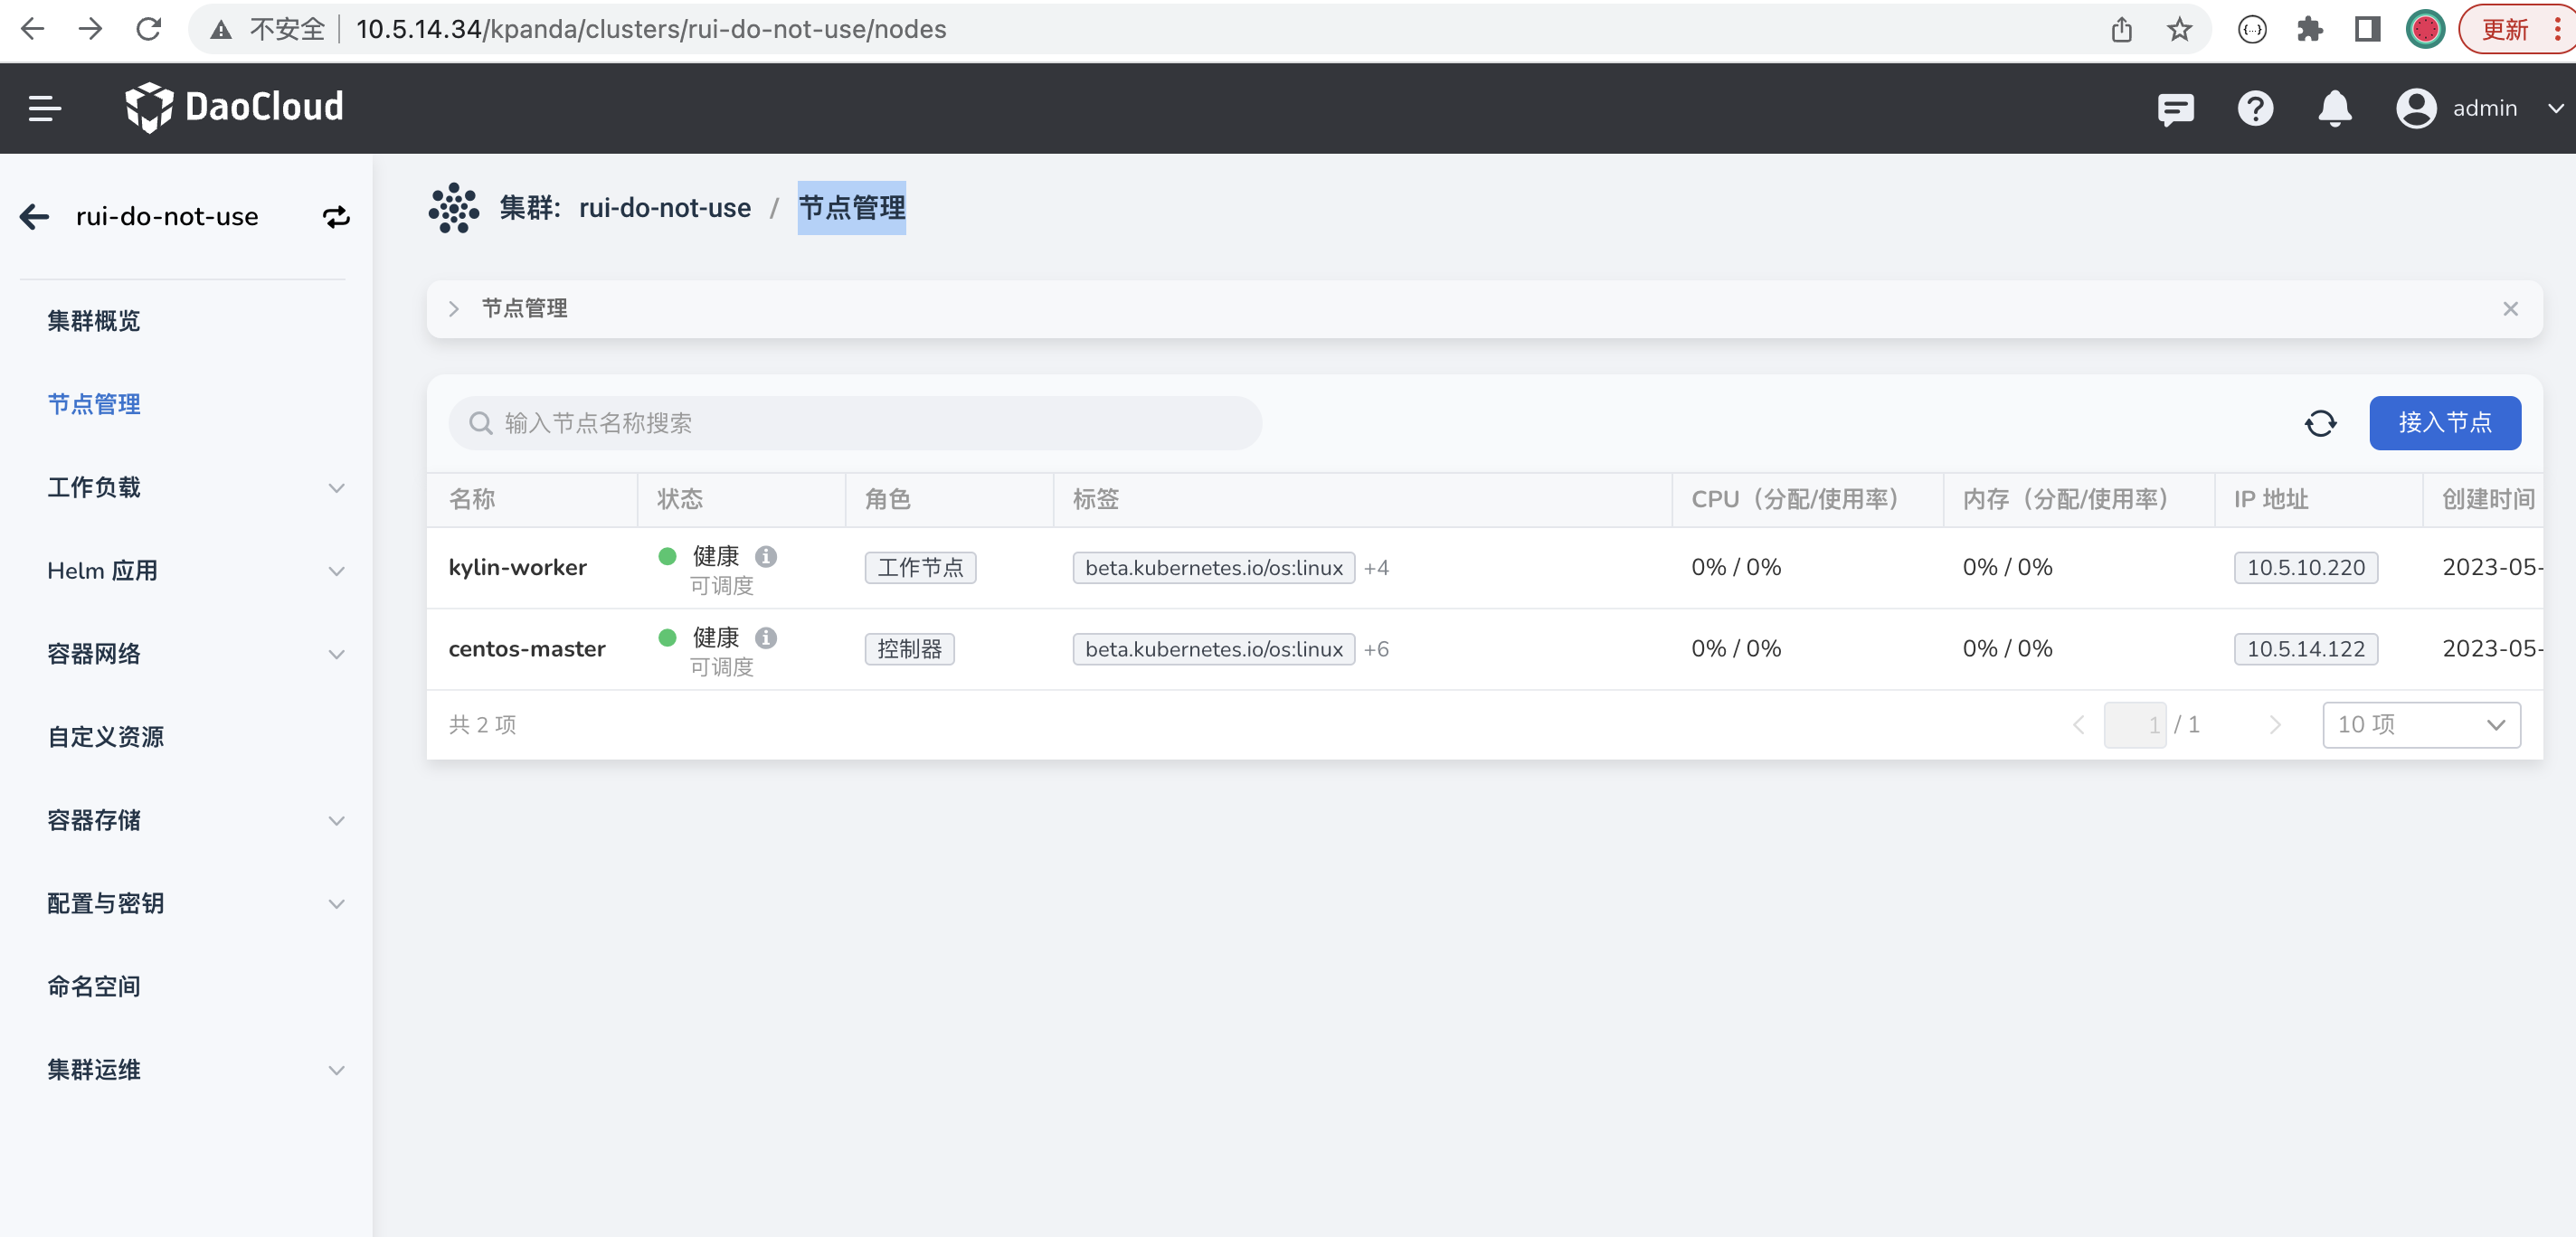 不安全 10.5.14.34/kpanda/clusters/rui-do-not-use/nodes 更新
DaoCloud admin
rui-do-not-use
集群概览
节点管理
工作负载
Helm 应用
容器网络
自定义资源
容器存储
配置与密钥
命名空间
集群运维
集群: rui-do-not-use / 节点管理
节点管理
输入节点名称搜索 接入节点
名称 状态 角色 标签 CPU（分配/使用率） 内存（分配/使用率） IP 地址 创建时间
kylin-worker 健康 工作节点 beta.kubernetes.io/os:linux +4 0% / 0% 0% / 0% 10.5.10.220 2023-05-
可调度
centos-master 健康 控制器 beta.kubernetes.io/os:linux +6 0% / 0% 0% / 0% 10.5.14.122 2023-05-
可调度
共 2 项 1 / 1 10 项